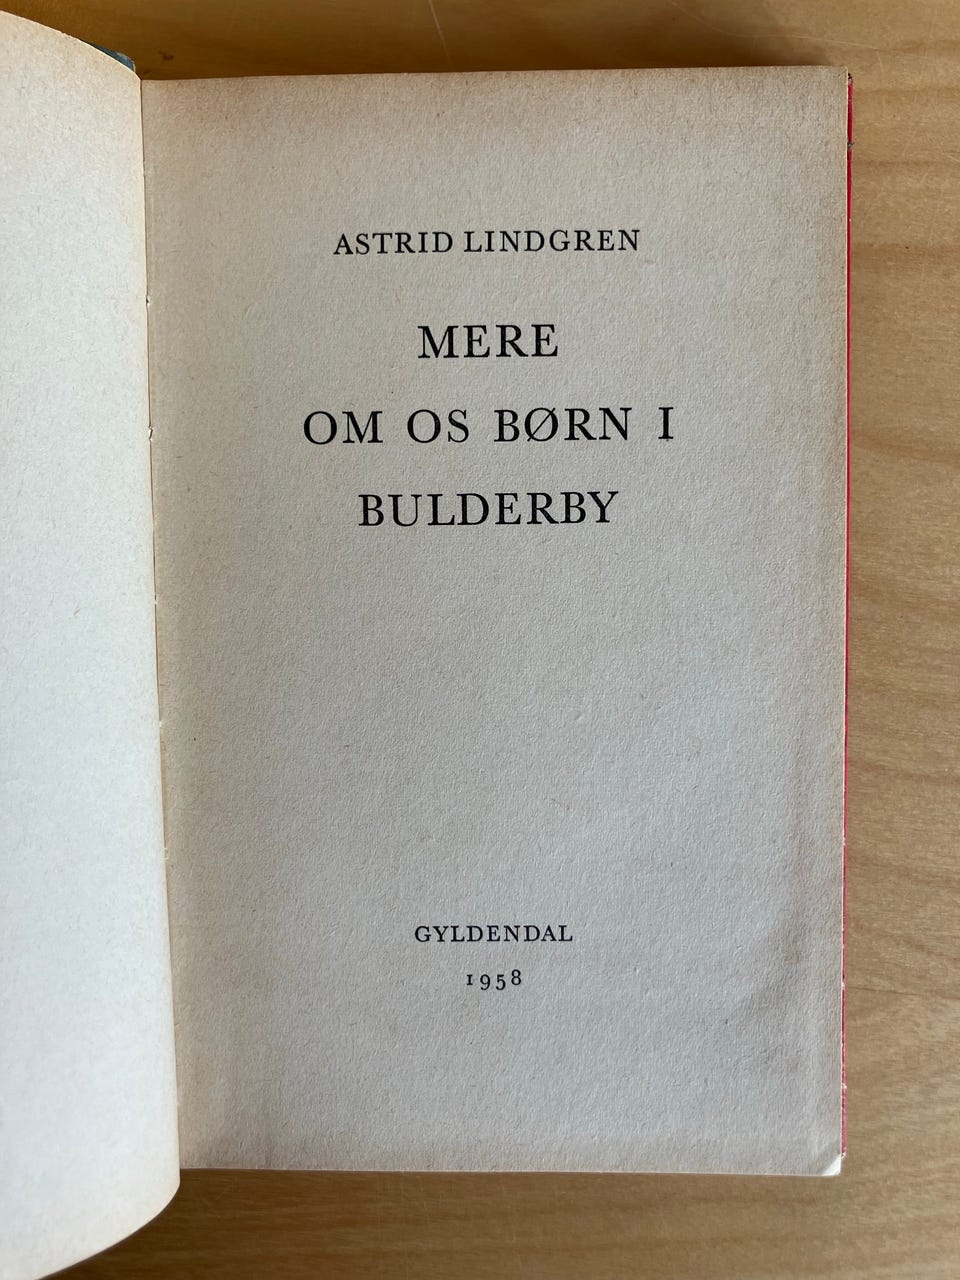 ASTRID LINDGREN
MERE
OM OS BØRN I
BULDERBY
GYLDENDAL
1958